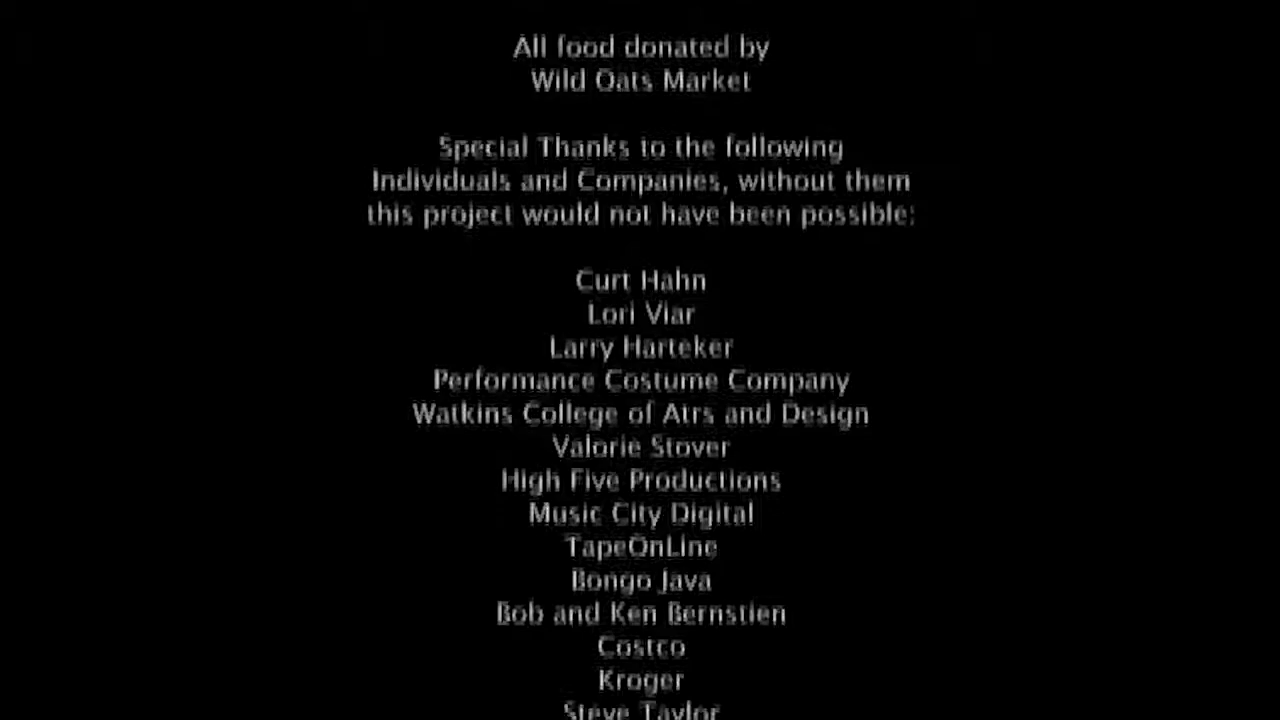 All food donated by
Wild Oats Market
Special Thanks to the following
Individuals and Companies, without them
this project would not have been possible:
Curt Hahn
Lori Viar
Larry Harteker
Performance Costume Company
Watkins College of Atrs and Design
Valorie Stover
High Five Productions
Music City Digital
TapeOnLine
Bongo Java
Bob and Ken Bernstien
Costco
Kroger
Steve Taylor